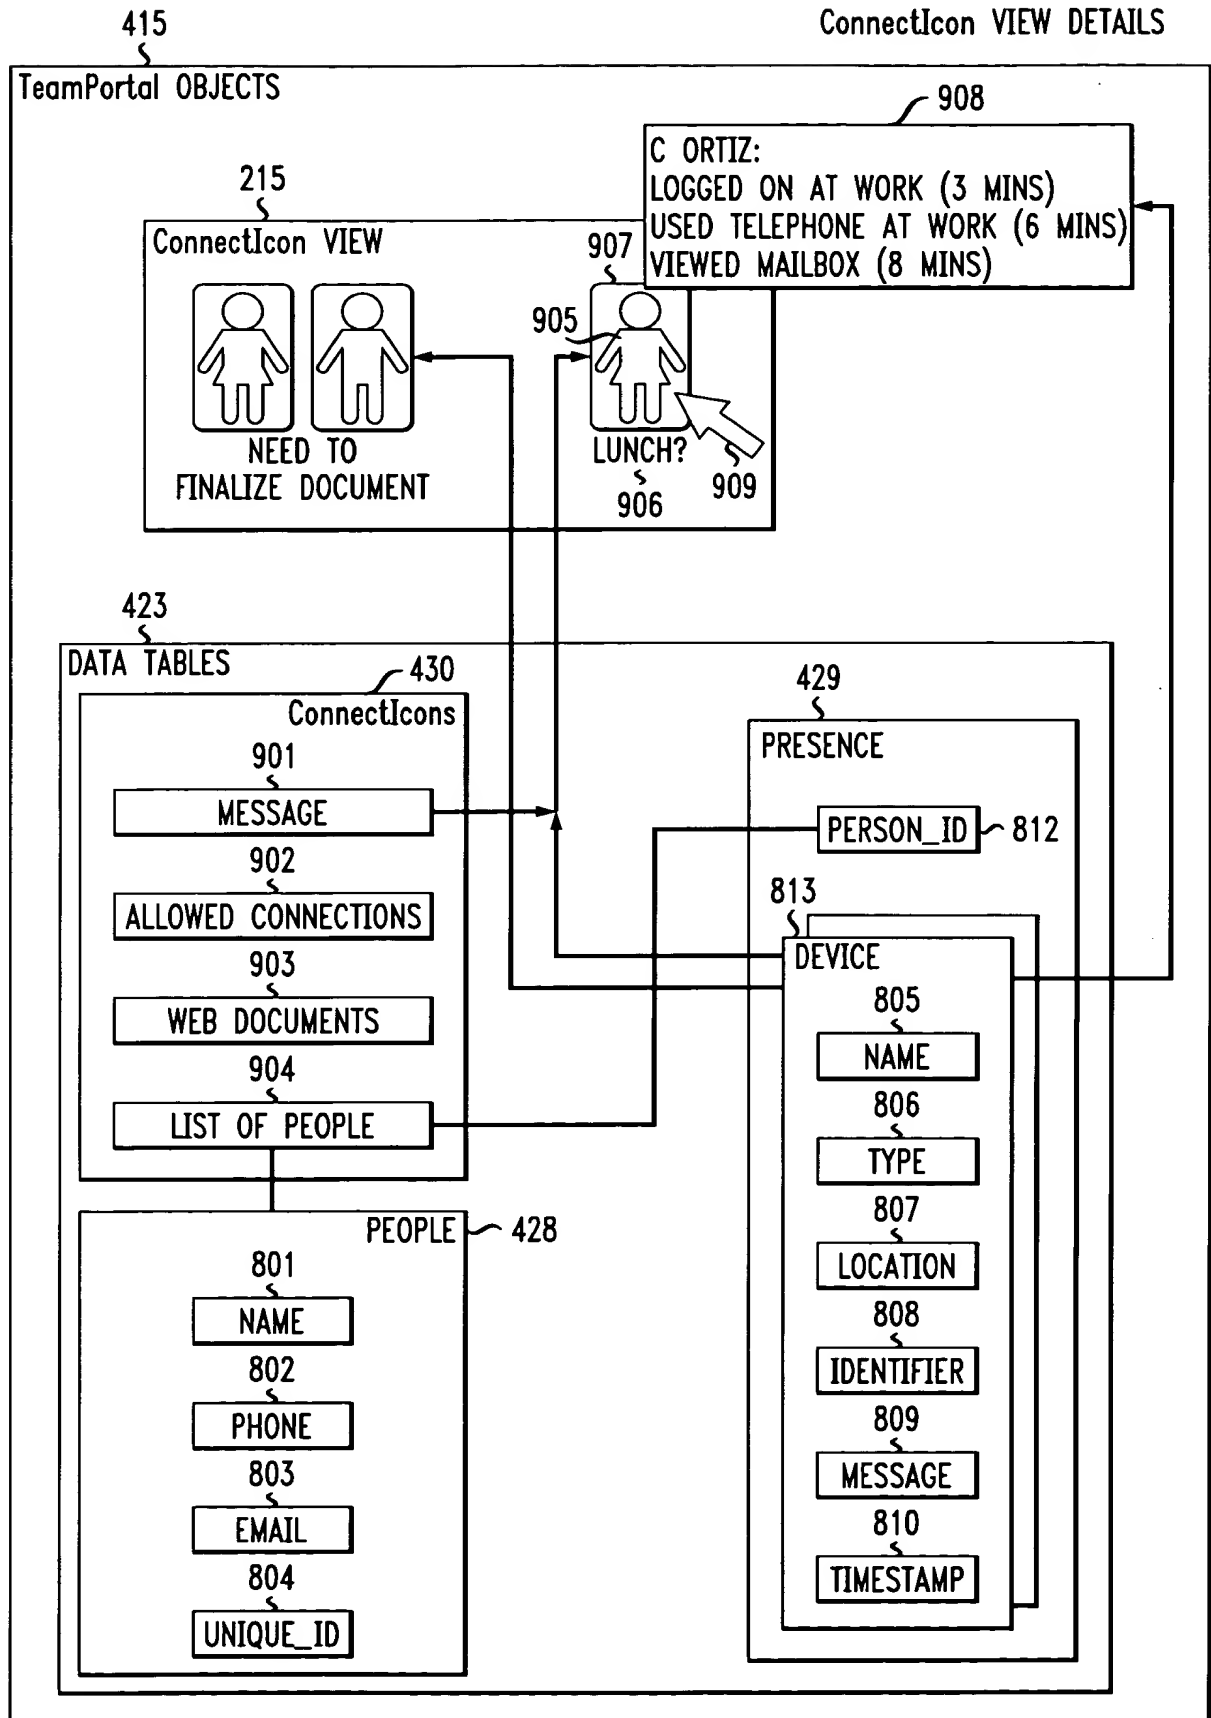 ConnectIcon VIEW DETAILS
415
TeamPortal OBJECTS
908
C ORTIZ:
LOGGED ON AT WORK (3 MINS)
USED TELEPHONE AT WORK (6 MINS)
VIEWED MAILBOX (8 MINS)
215
ConnectIcon VIEW
907
905
NEED TO
FINALIZE DOCUMENT
LUNCH?
906
909
423
DATA TABLES
430
ConnectIcons
901
MESSAGE
902
ALLOWED CONNECTIONS
903
WEB DOCUMENTS
904
LIST OF PEOPLE
PEOPLE
428
801
NAME
802
PHONE
803
EMAIL
804
UNIQUE_ID
429
PRESENCE
PERSON_ID
812
813
DEVICE
805
NAME
806
TYPE
807
LOCATION
808
IDENTIFIER
809
MESSAGE
810
TIMESTAMP